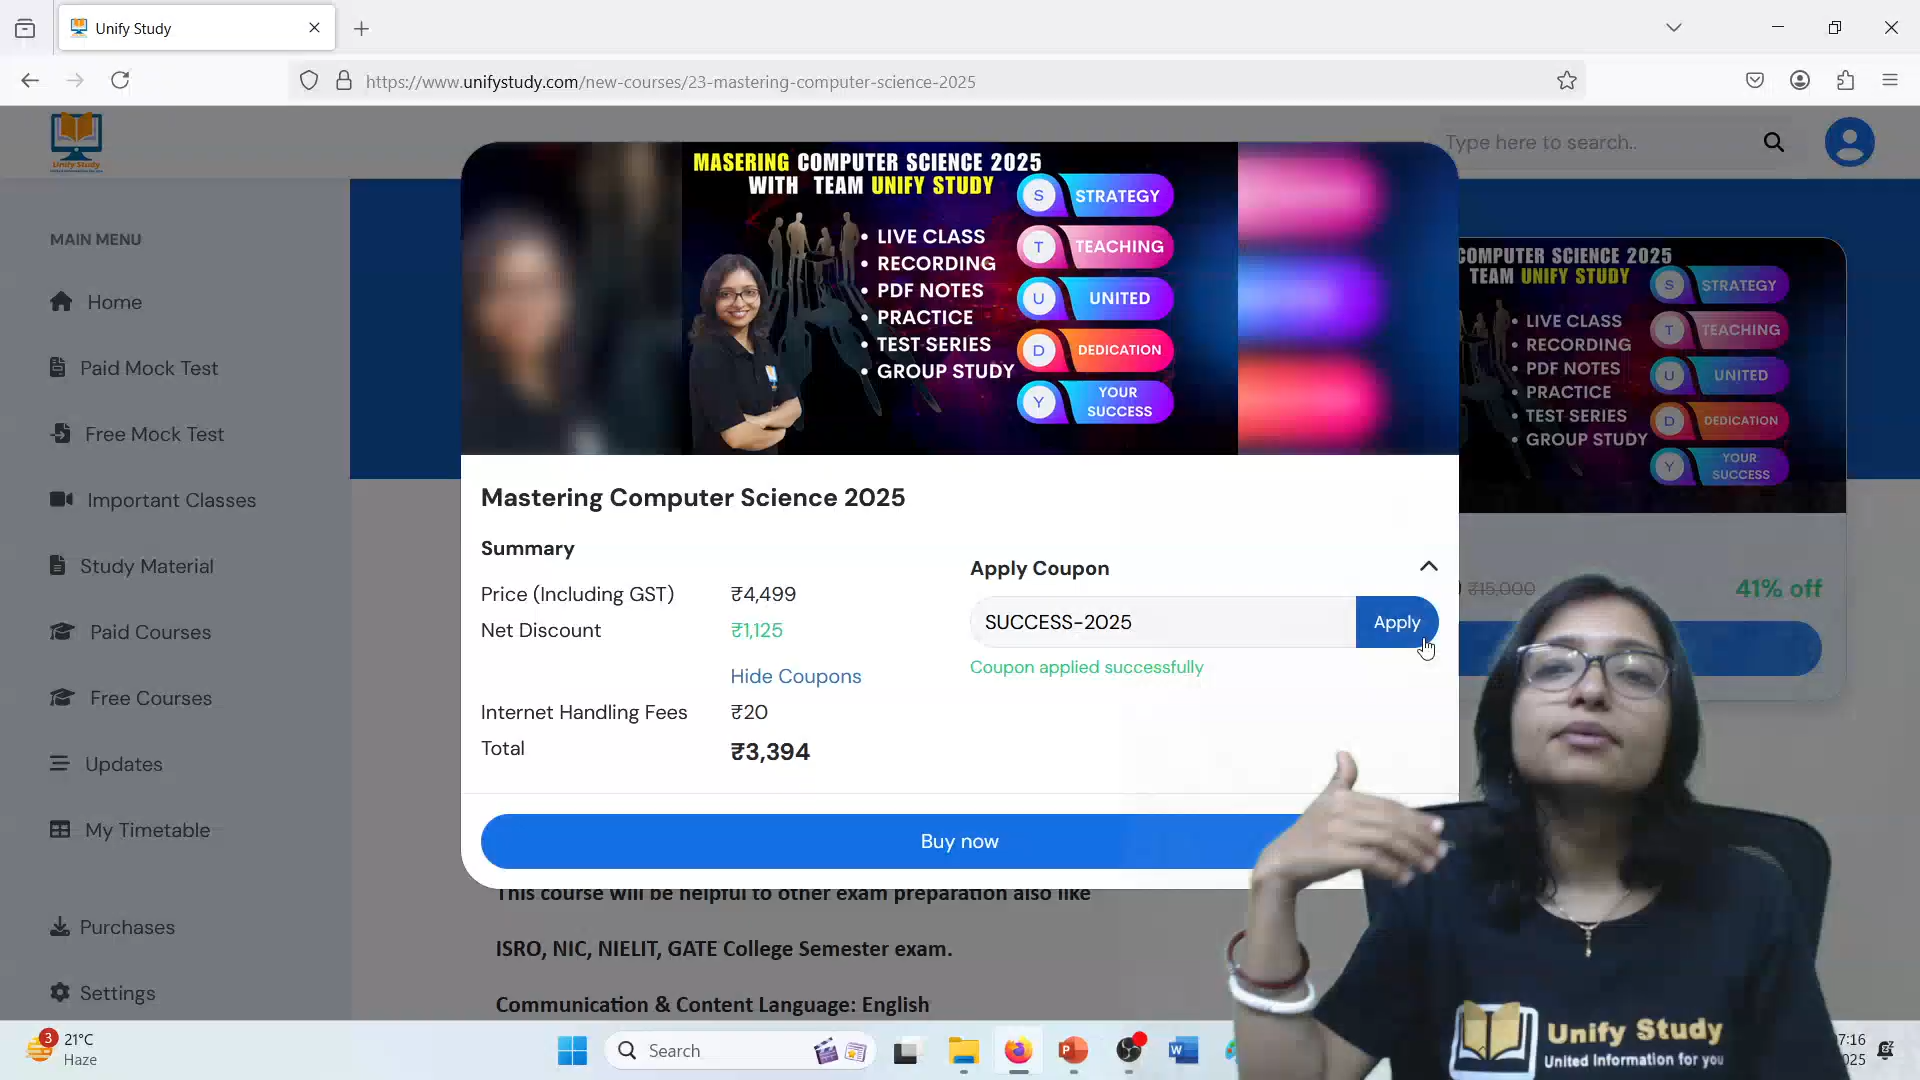 Unify Study
https://www.unifystudy.com/new-courses/23-mastering-computer-science-2025
Unify Study
Type here to search..
MAIN MENU
Home
Paid Mock Test
Free Mock Test
Important Classes
Study Material
Paid Courses
Free Courses
Updates
My Timetable
Purchases
Settings
MASERING COMPUTER SCIENCE 2025
WITH TEAM UNIFY STUDY
• LIVE CLASS
• RECORDING
• PDF NOTES
• PRACTICE
• TEST SERIES
• GROUP STUDY
S STRATEGY
T TEACHING
U UNITED
D DEDICATION
Y YOUR SUCCESS
COMPUTER SCIENCE 2025
TEAM UNIFY STUDY
• LIVE CLASS
• RECORDING
• PDF NOTES
• PRACTICE
• TEST SERIES
• GROUP STUDY
S STRATEGY
T TEACHING
U UNITED
D DEDICATION
Y YOUR SUCCESS
₹15,000
41% off
Mastering Computer Science 2025
Summary
Price (Including GST) ₹4,499
Net Discount ₹1,125
Hide Coupons
Internet Handling Fees ₹20
Total ₹3,394
Apply Coupon
SUCCESS-2025
Apply
Coupon applied successfully
Buy now
This course will be helpful to other exam preparation also like
ISRO, NIC, NIELIT, GATE College Semester exam.
Communication & Content Language: English
Unify Study
United Information for you
3
21°C
Haze
Search
7:16
025